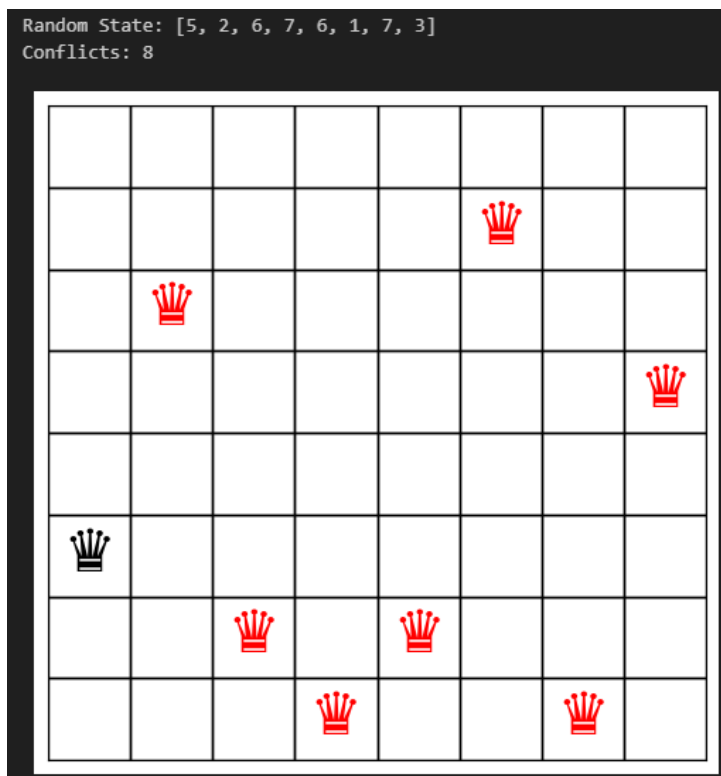 Random State: [5, 2, 6, 7, 6, 1, 7, 3]
Conflicts: 8